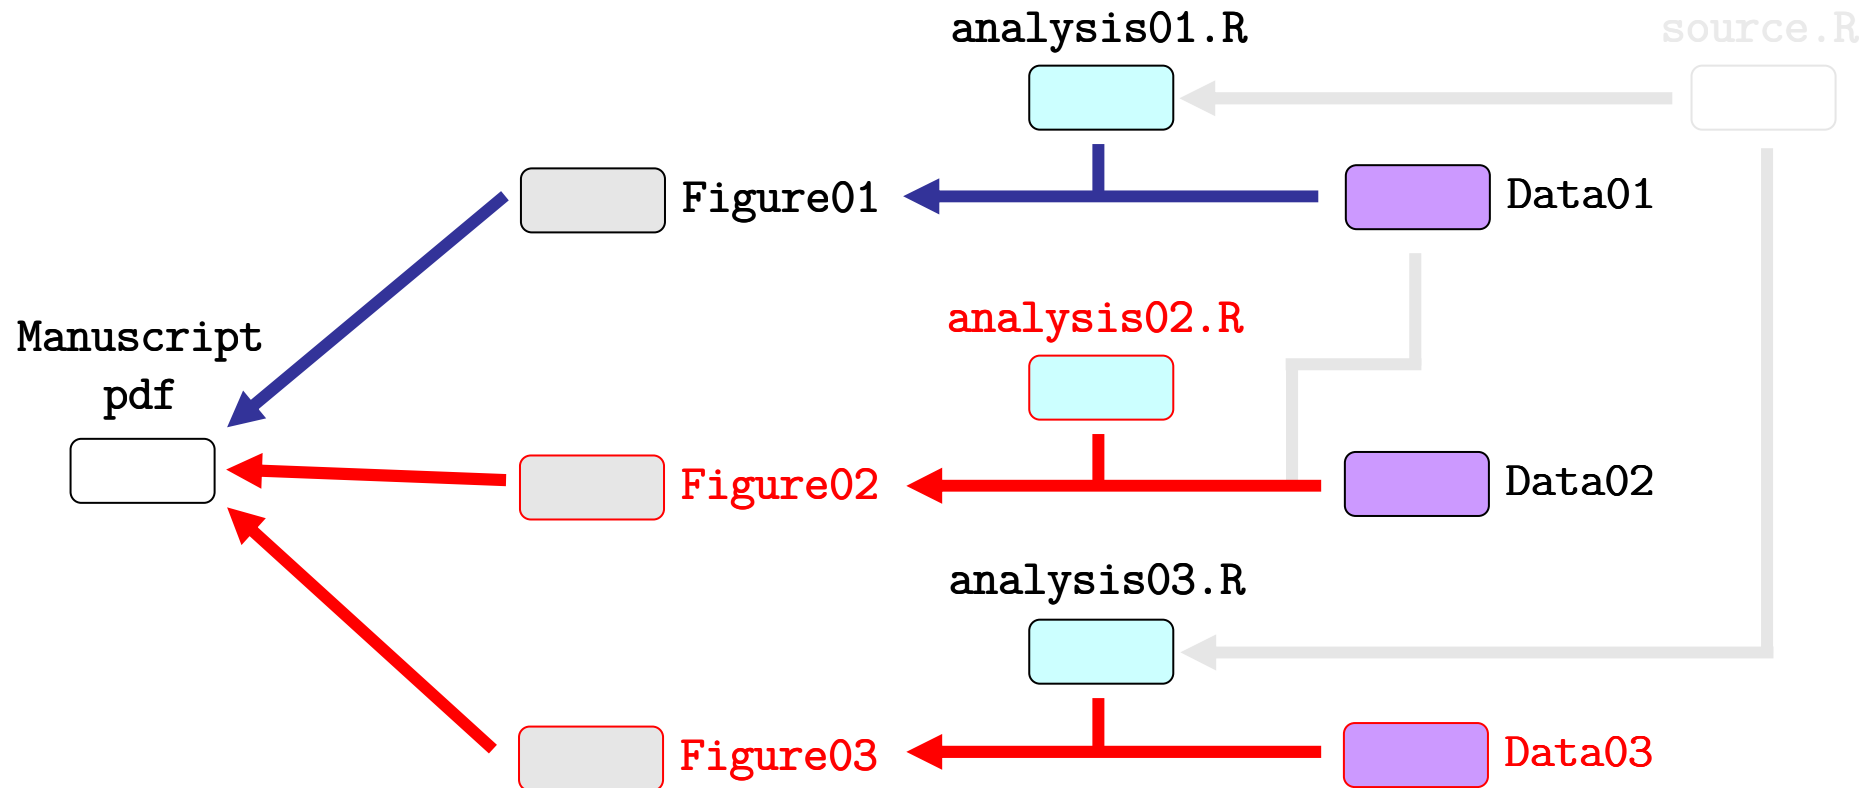 analysis01.R
source.R
Figure01
Data01
analysis02.R
Manuscript
pdf
Figure02
Data02
analysis03.R
Figure03
Data03